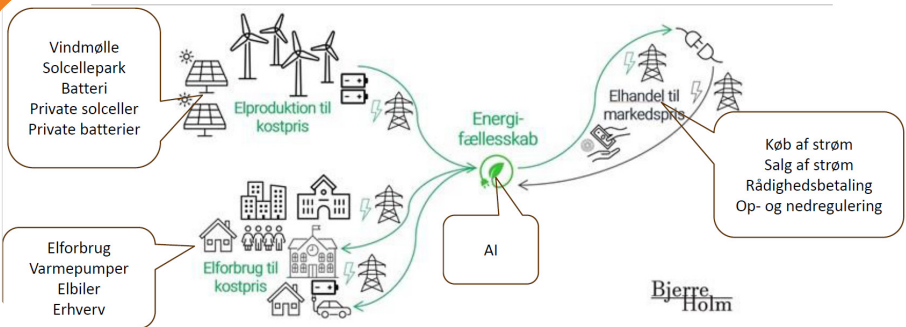 Vindmølle
Solcellepark
Batteri
Private solceller
Private batterier
Elproduktion til
kostpris
Energi-
fællesskab
Elhandel til
markedspris
Køb af strøm
Salg af strøm
Rådighedsbetaling
Op- og nedregulering
AI
Elforbrug
Varmepumper
Elbiler
Erhverv
Elforbrug til
kostpris
Bjerre
Holm